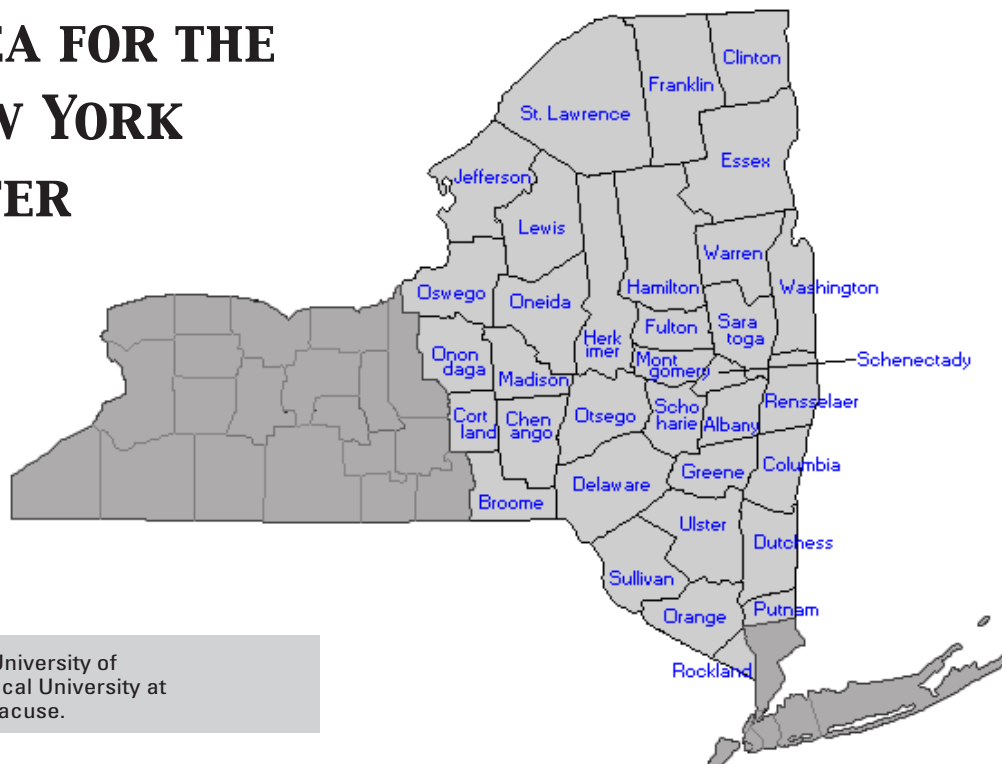 EA FOR THE
W YORK
TER
Clinton
Franklin
St. Lawrence
Essex
Jefferson
Lewis
Warren
Hamilton
Washington
Oswego
Oneida
Fulton
Sara
toga
Herk
imer
Mont
gomery
Schenectady
Onon
daga
Madison
Rensselaer
Cort
land
Chen
ango
Otsego
Scho
harie
Albany
Greene
Columbia
Delaware
Broome
Ulster
Dutchess
Sullivan
Putnam
Orange
Rockland
University of
cal University at
acuse.